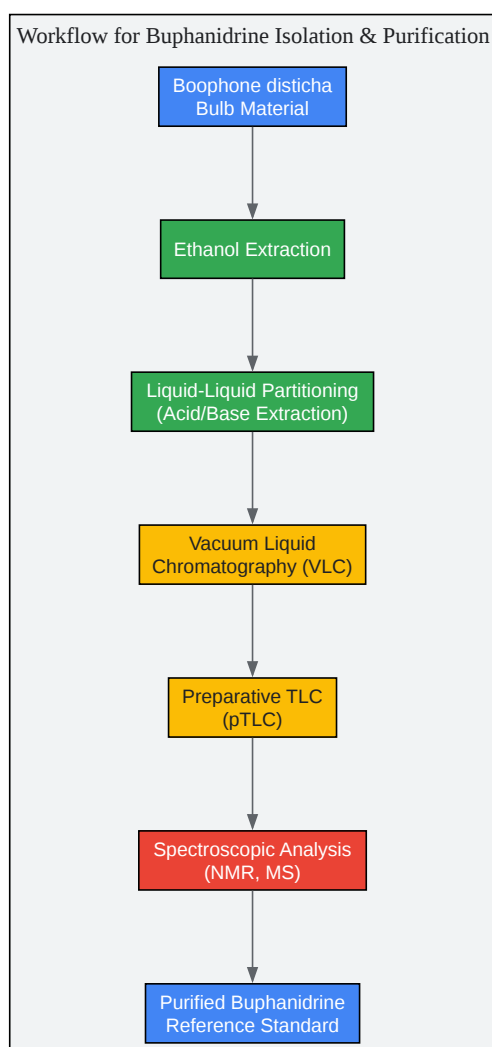 Workflow for Buphanidrine Isolation & Purification
Boophone disticha
Bulb Material
Ethanol Extraction
Liquid-Liquid Partitioning
(Acid/Base Extraction)
Vacuum Liquid
Chromatography (VLC)
Preparative TLC
(pTLC)
Spectroscopic Analysis
(NMR, MS)
Purified Buphanidrine
Reference Standard